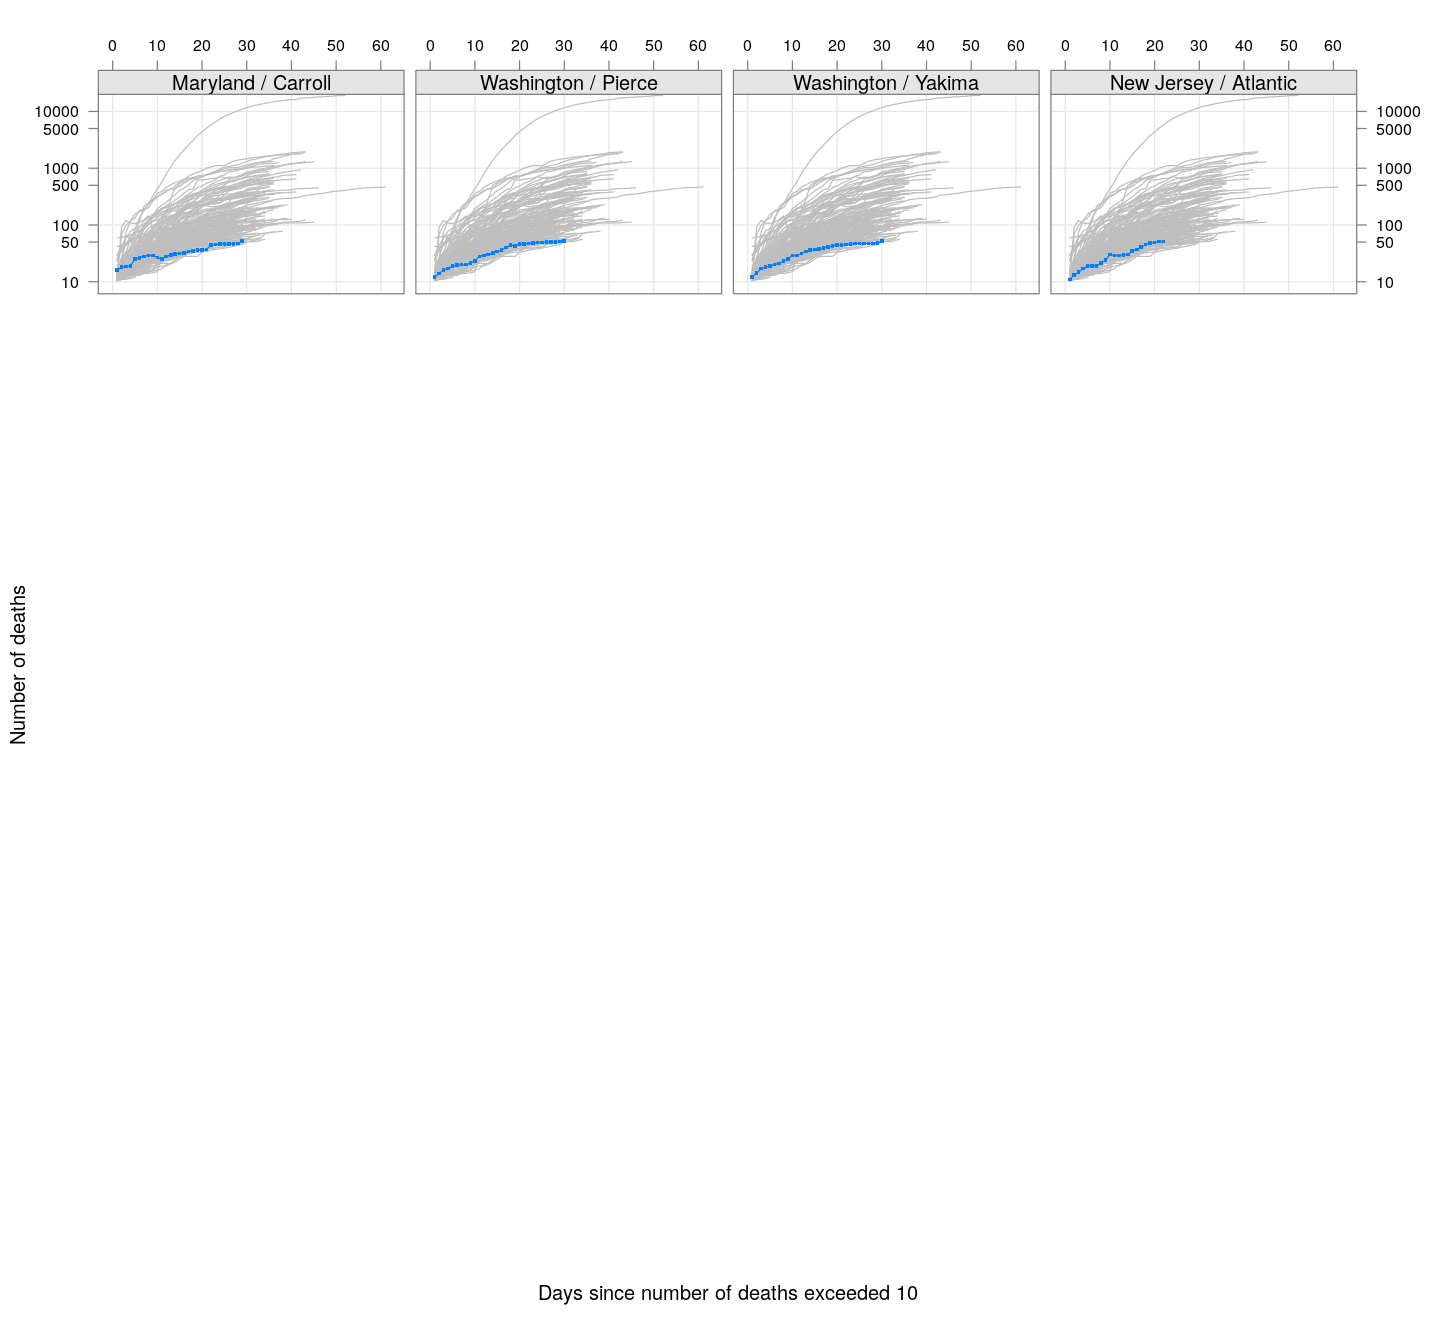 0 10 20 30 40 50 60 0 10 20 30 40 50 60 0 10 20 30 40 50 60 0 10 20 30 40 50 60
Maryland / Carroll Washington / Pierce Washington / Yakima New Jersey / Atlantic
10000 10000
5000 5000
1000 1000
500 500
100 100
50 50
10 10
Number of deaths
Days since number of deaths exceeded 10